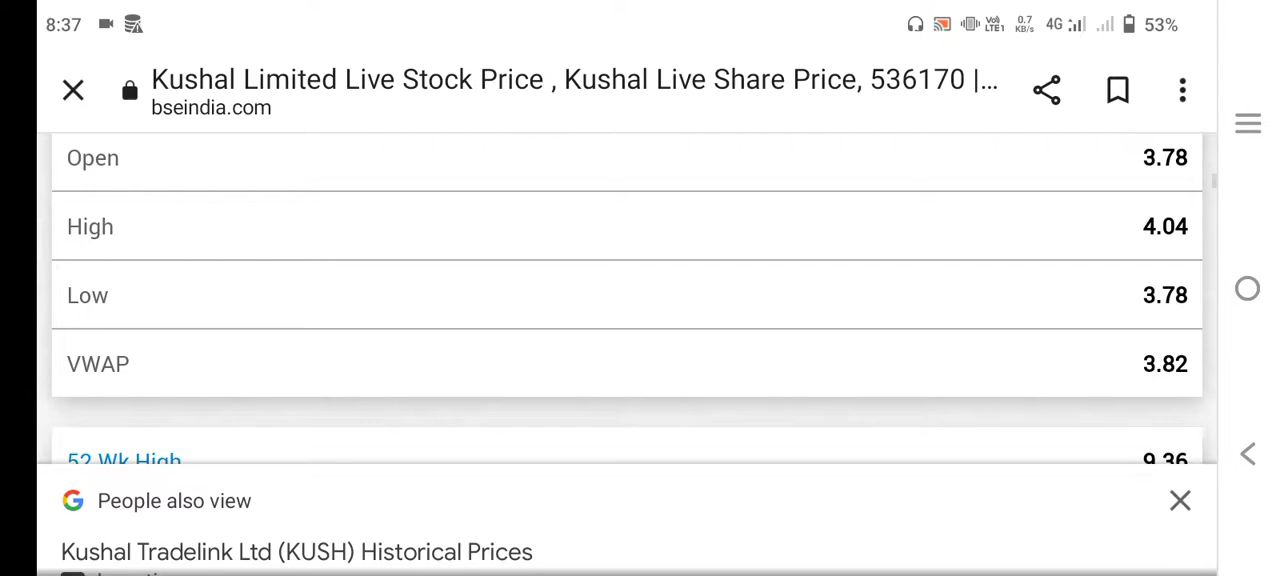 8:37 Vo) LTE1 0.7 KB/s 4G 53%
Kushal Limited Live Stock Price , Kushal Live Share Price, 536170 |...
bseindia.com
Open 3.78
High 4.04
Low 3.78
VWAP 3.82
52 Wk High 9.36
People also view
Kushal Tradelink Ltd (KUSH) Historical Prices